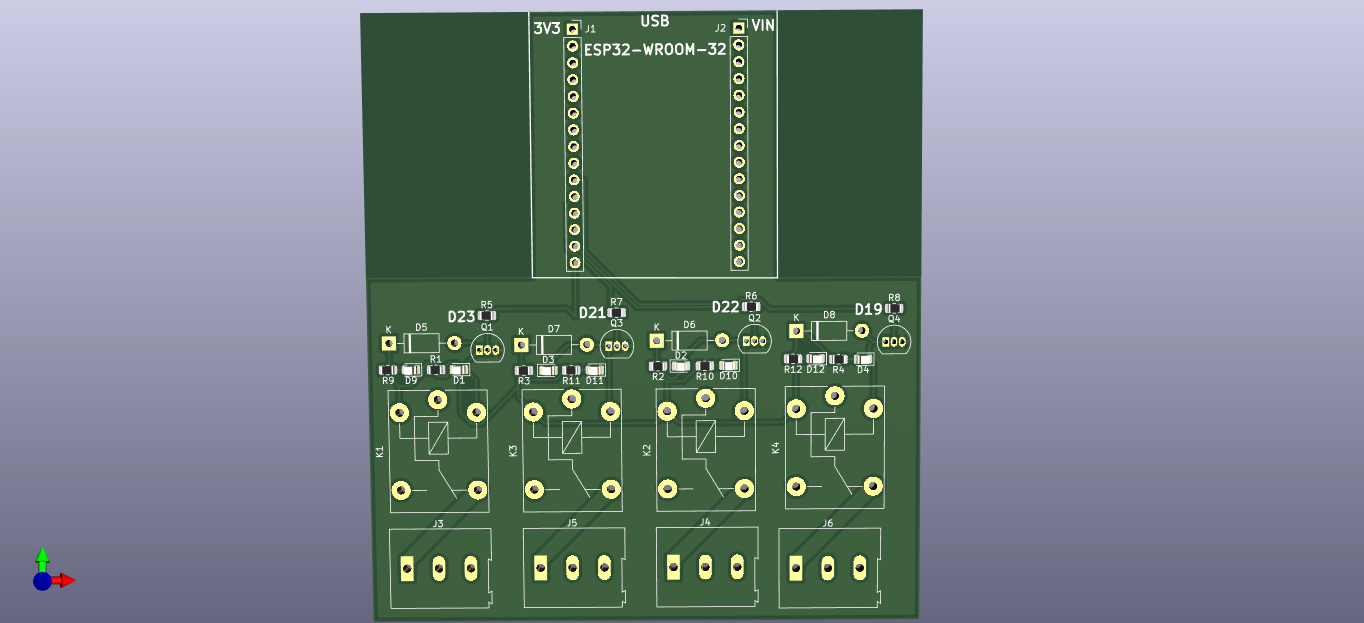 USB
3V3 J1 J2 VIN
ESP32-WROOM-32
D23 R5 D21 R7 D22 R6 D19 R8
Q1 Q3 Q2 Q4
K D5 K D7 K D6 K D8
R1 D3 D2
R9 D9 D1 R3 R11 D11 R2 R10 D10 R12 D12 R4 D4
K1 K3 K2 K4
J3 J5 J4 J6